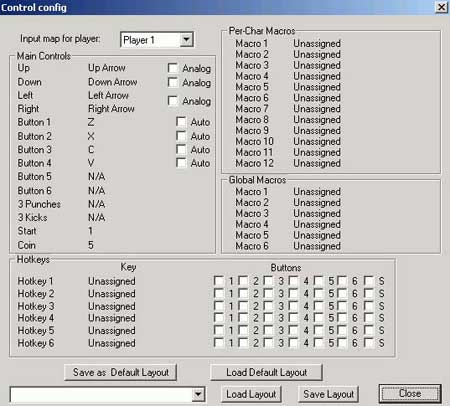 Control config
Input map for player: Player 1
Main Controls
Up Up Arrow Analog
Down Down Arrow
Left Left Arrow Analog
Right Right Arrow
Button 1 Z Auto
Button 2 X Auto
Button 3 C Auto
Button 4 V Auto
Button 5 N/A
Button 6 N/A
3 Punches N/A
3 Kicks N/A
Start 1
Coin 5
Per-Char Macros
Macro 1 Unassigned
Macro 2 Unassigned
Macro 3 Unassigned
Macro 4 Unassigned
Macro 5 Unassigned
Macro 6 Unassigned
Macro 7 Unassigned
Macro 8 Unassigned
Macro 9 Unassigned
Macro 10 Unassigned
Macro 11 Unassigned
Macro 12 Unassigned
Global Macros
Macro 1 Unassigned
Macro 2 Unassigned
Macro 3 Unassigned
Macro 4 Unassigned
Macro 5 Unassigned
Macro 6 Unassigned
Hotkeys
Key Buttons
Hotkey 1 Unassigned 1 2 3 4 5 6 S
Hotkey 2 Unassigned 1 2 3 4 5 6 S
Hotkey 3 Unassigned 1 2 3 4 5 6 S
Hotkey 4 Unassigned 1 2 3 4 5 6 S
Hotkey 5 Unassigned 1 2 3 4 5 6 S
Hotkey 6 Unassigned 1 2 3 4 5 6 S
Save as Default Layout Load Default Layout
Load Layout Save Layout Close